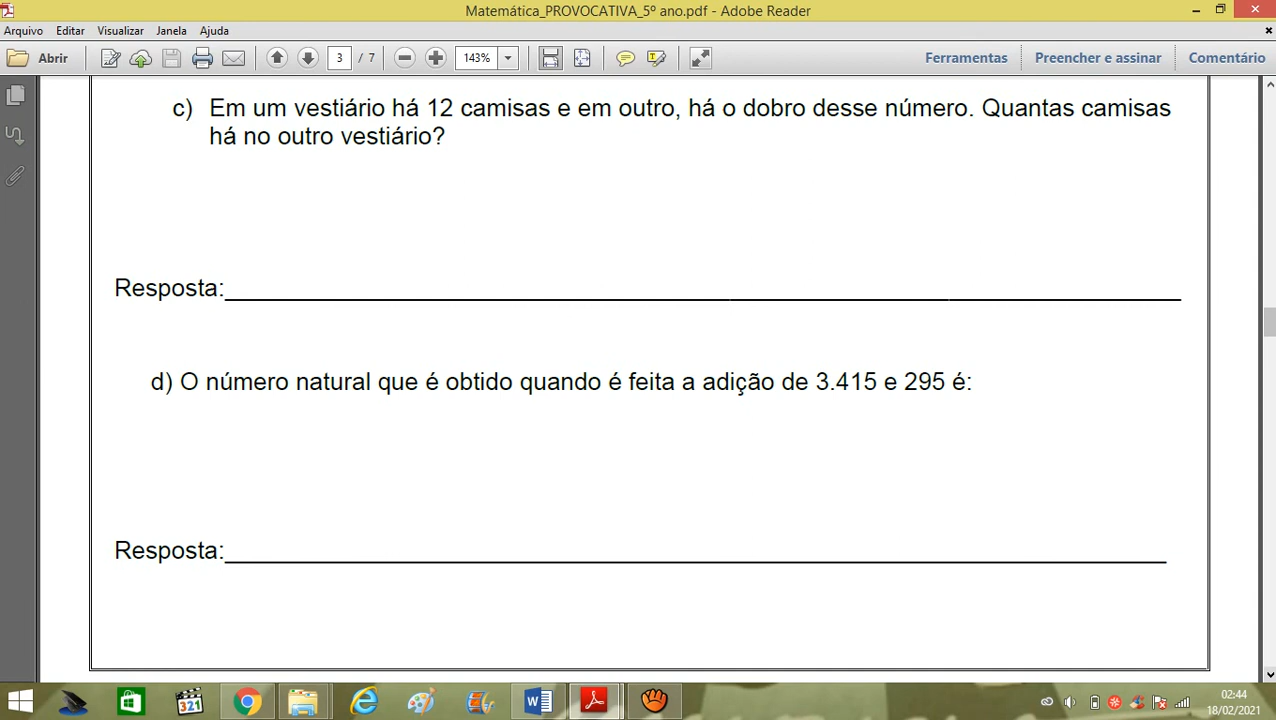 Matemática_PROVOCATIVA_5º ano.pdf - Adobe Reader
Arquivo Editar Visualizar Janela Ajuda
Abrir 3 / 7 143% Ferramentas Preencher e assinar Comentário
c) Em um vestiário há 12 camisas e em outro, há o dobro desse número. Quantas camisas
há no outro vestiário?
Resposta:
d) O número natural que é obtido quando é feita a adição de 3.415 e 295 é:
Resposta:
321
02:44
18/02/2021